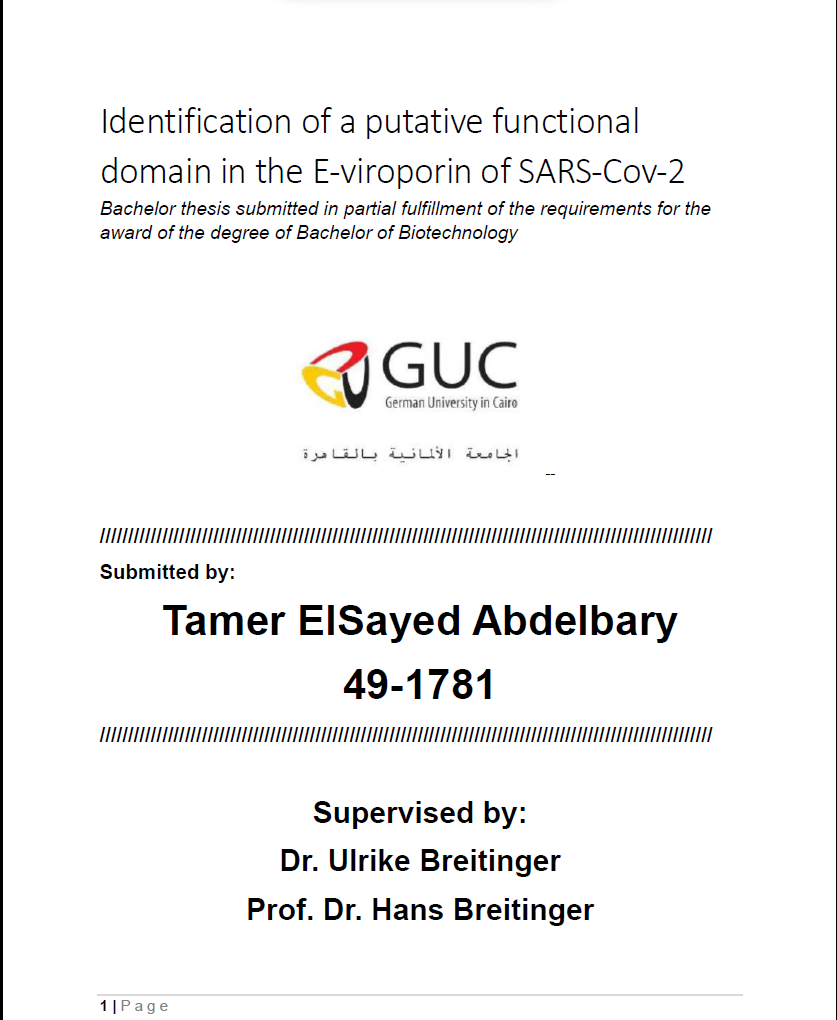 Identification of a putative functional
domain in the E-viroporin of SARS-Cov-2
Bachelor thesis submitted in partial fulfillment of the requirements for the
award of the degree of Bachelor of Biotechnology
GUC
German University in Cairo
الجامعة الألمانية بالقاهرة
--
/////////////////////////////////////////////////////////////////////////////////////////////////////////////
Submitted by:
Tamer ElSayed Abdelbary
49-1781
/////////////////////////////////////////////////////////////////////////////////////////////////////////////
Supervised by:
Dr. Ulrike Breitinger
Prof. Dr. Hans Breitinger
1 | Page